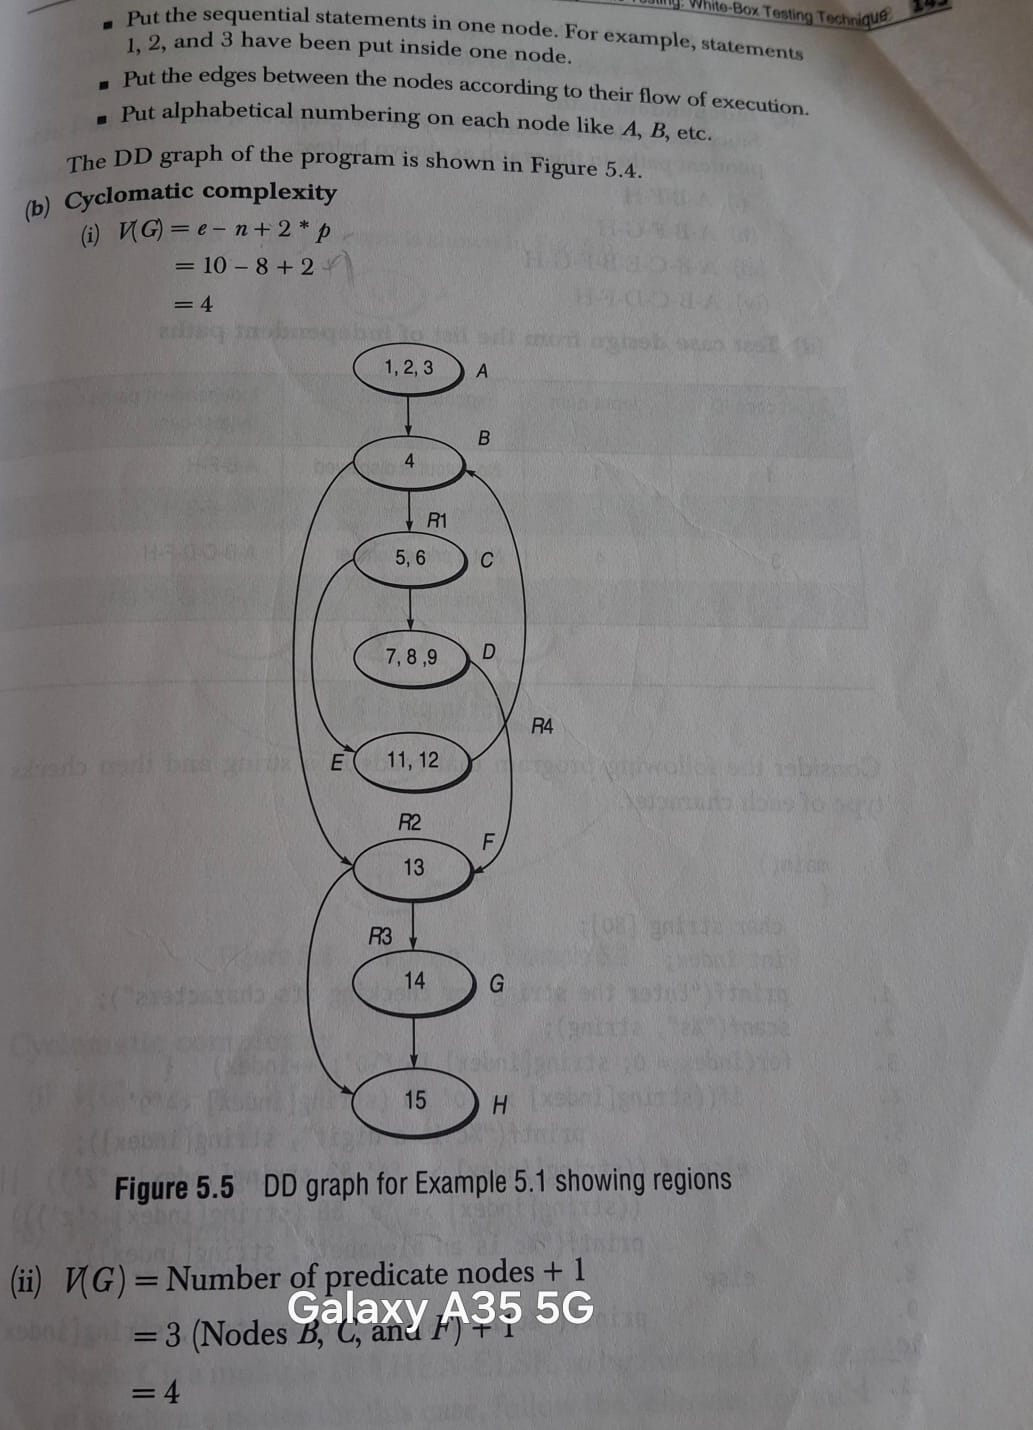 White-Box Testing Technique
▪ Put the sequential statements in one node. For example, statements
1, 2, and 3 have been put inside one node.
▪ Put the edges between the nodes according to their flow of execution.
▪ Put alphabetical numbering on each node like A, B, etc.
The DD graph of the program is shown in Figure 5.4.
(b) Cyclomatic complexity
(i) V(G) = e – n + 2 * p
= 10 – 8 + 2
= 4
1, 2, 3 A
B
4
R1
5, 6 C
7, 8 ,9 D
R4
E 11, 12
R2
F
13
R3
14 G
15 H
Figure 5.5 DD graph for Example 5.1 showing regions
(ii) V(G) = Number of predicate nodes + 1
Galaxy A35 5G
= 3 (Nodes B, C, and F) + 1
= 4